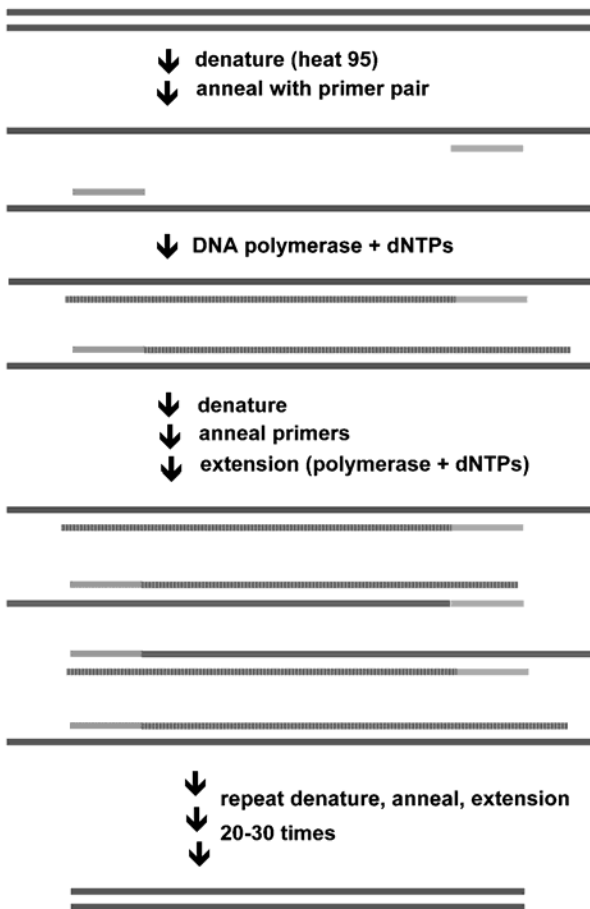 denature (heat 95)
anneal with primer pair
DNA polymerase + dNTPs
denature
anneal primers
extension (polymerase + dNTPs)
repeat denature, anneal, extension
20-30 times